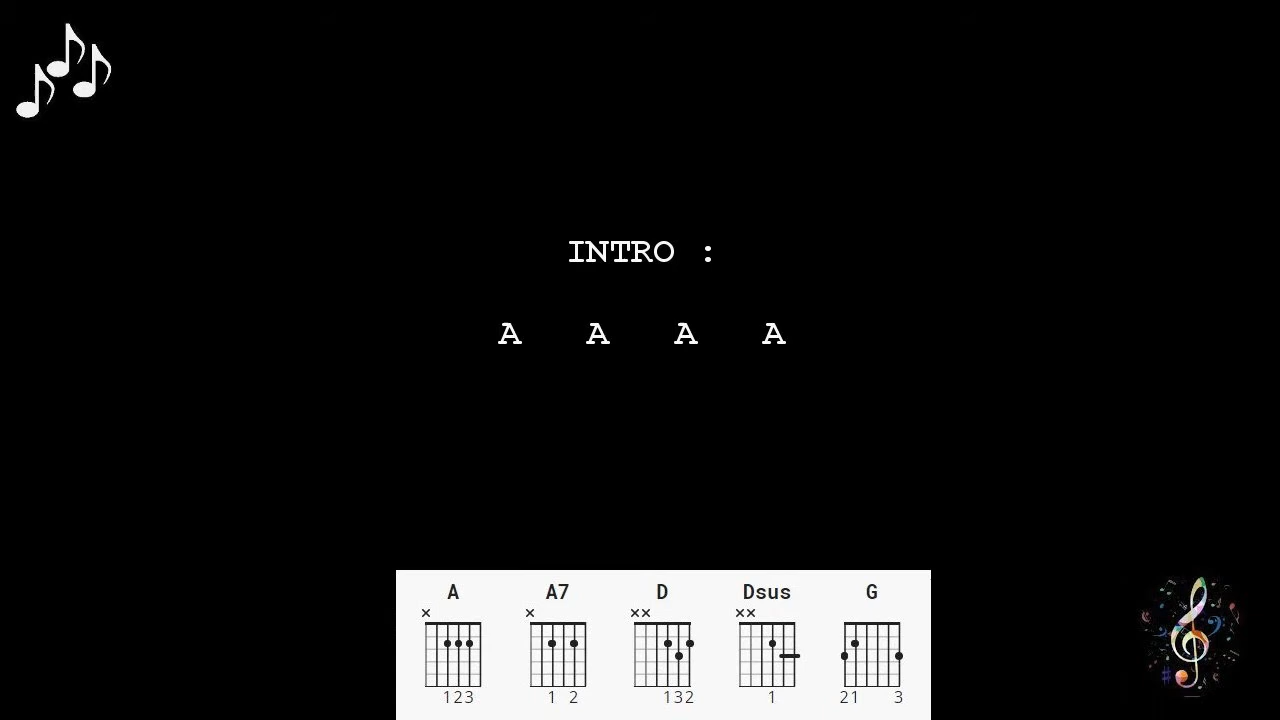 INTRO :
A A A A
A A7 D Dsus G
× × ×× ××
123 1 2 132 1 21 3